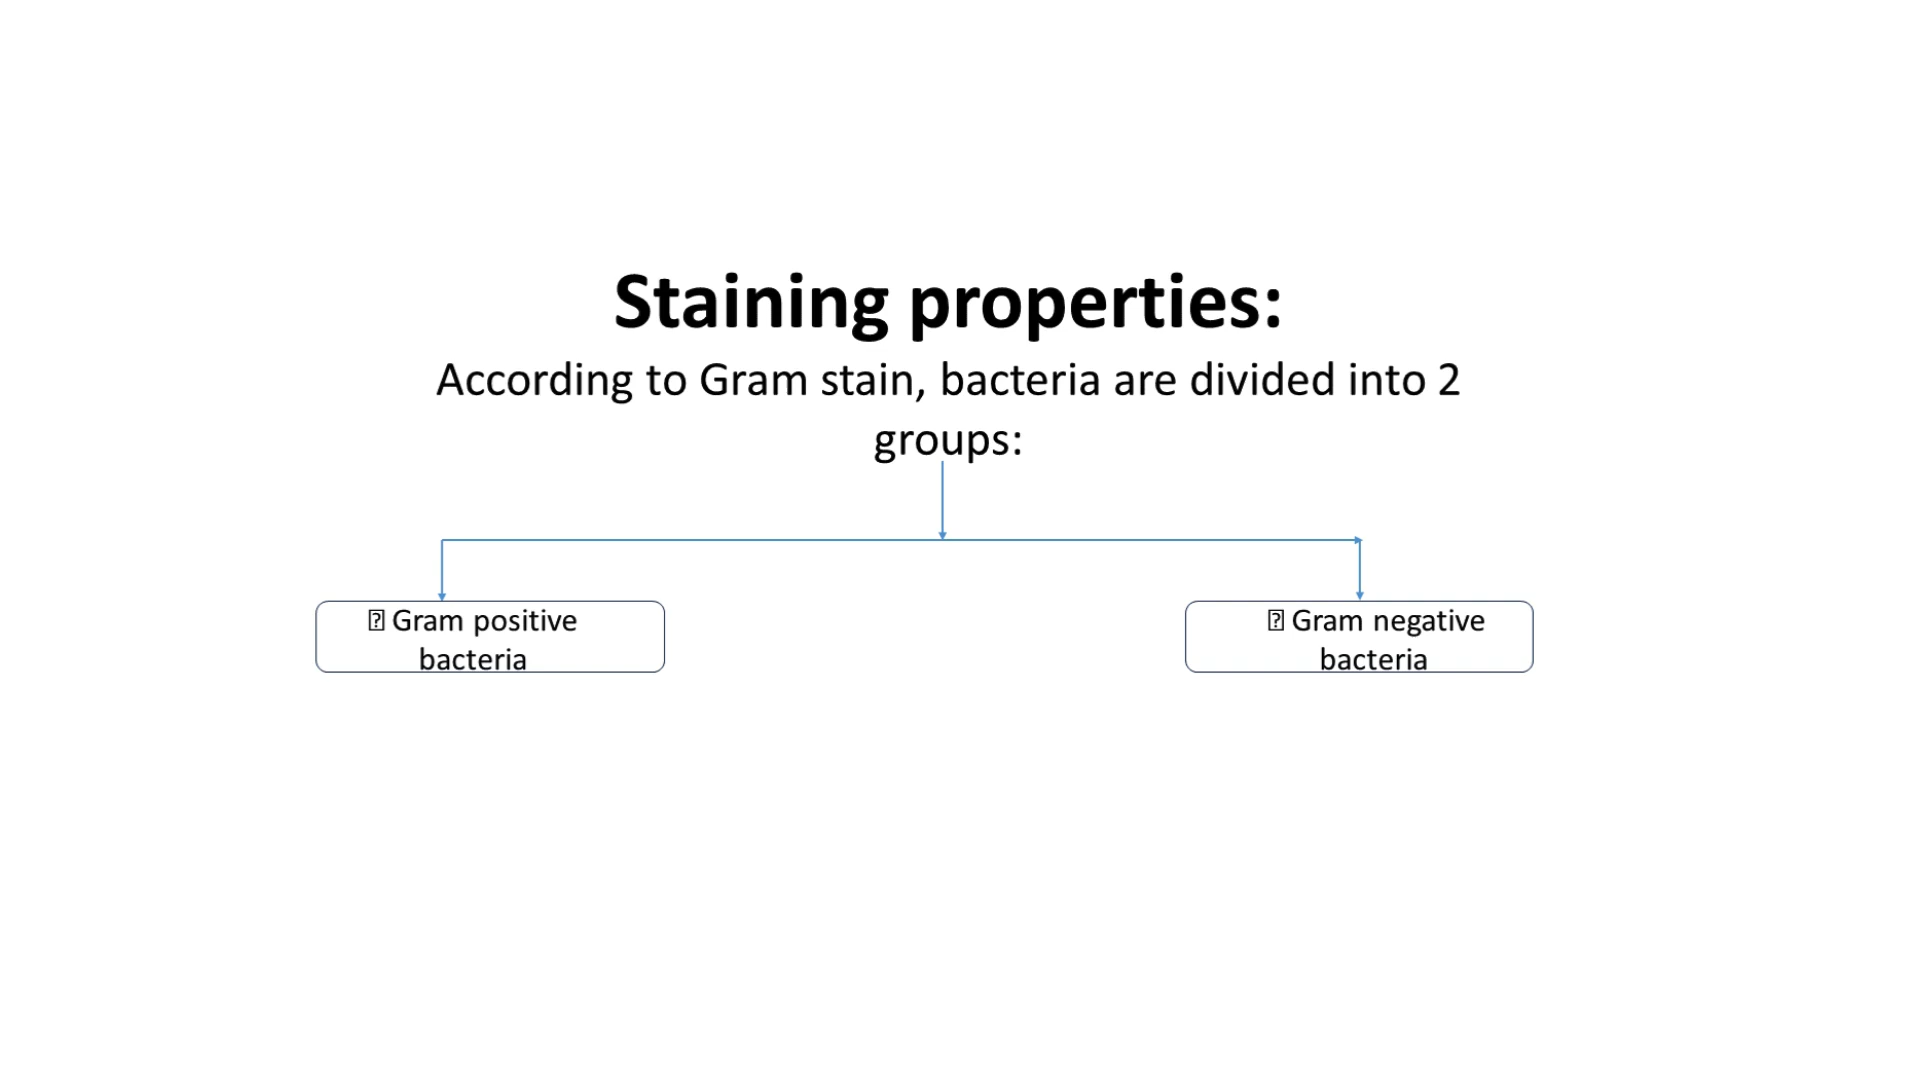 Staining properties:
According to Gram stain, bacteria are divided into 2
groups:
⍰ Gram positive
bacteria
⍰ Gram negative
bacteria